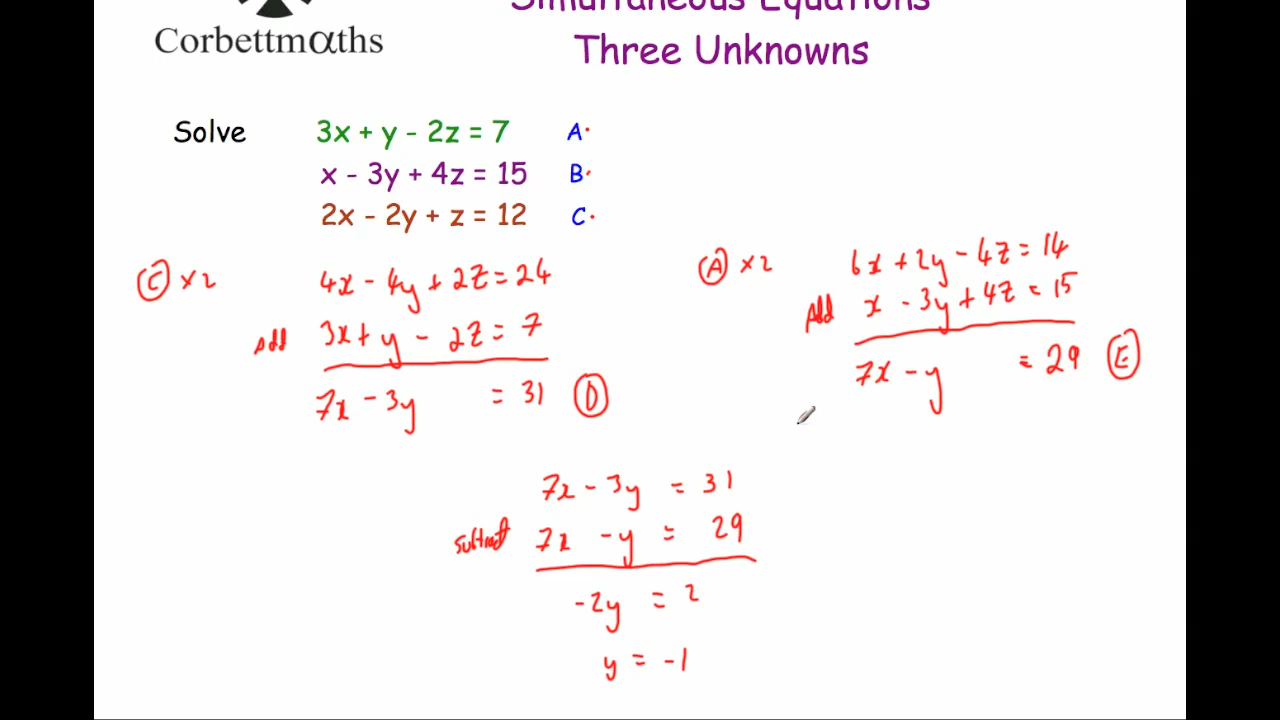 Simultaneous Equations
Corbettmαths
Three Unknowns
Solve 3x + y - 2z = 7 A.
x - 3y + 4z = 15 B.
2x - 2y + z = 12 C.
C ×2 4x - 4y + 2z = 24
Add 3x + y - 2z = 7
7x - 3y = 31 D
A ×2 6x + 2y - 4z = 14
Add x - 3y + 4z = 15
7x - y = 29 E
7x - 3y = 31
subtract 7x - y = 29
-2y = 2
y = -1